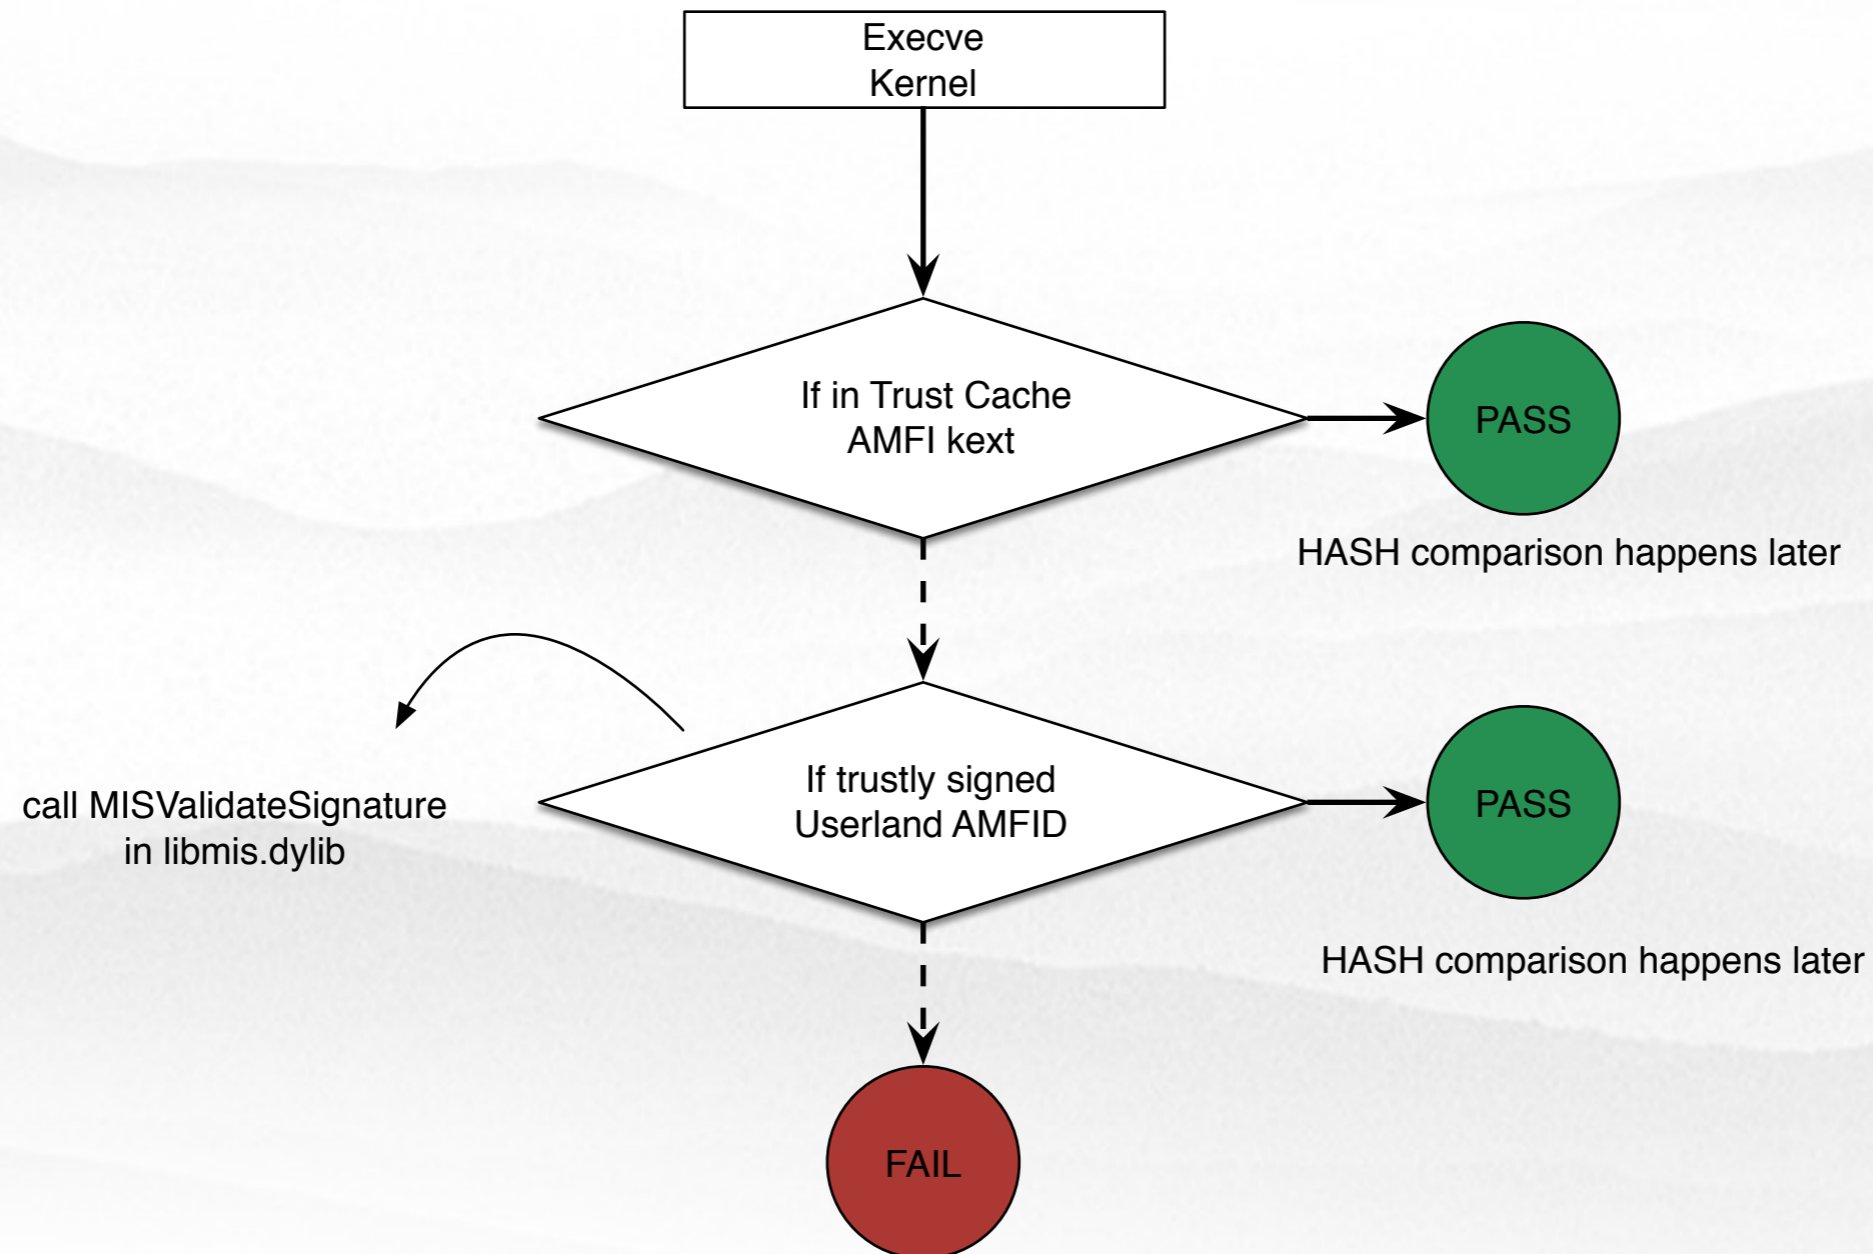 Execve
Kernel
If in Trust Cache
AMFI kext
PASS
HASH comparison happens later
If trustly signed
Userland AMFID
PASS
HASH comparison happens later
call MISValidateSignature
in libmis.dylib
FAIL